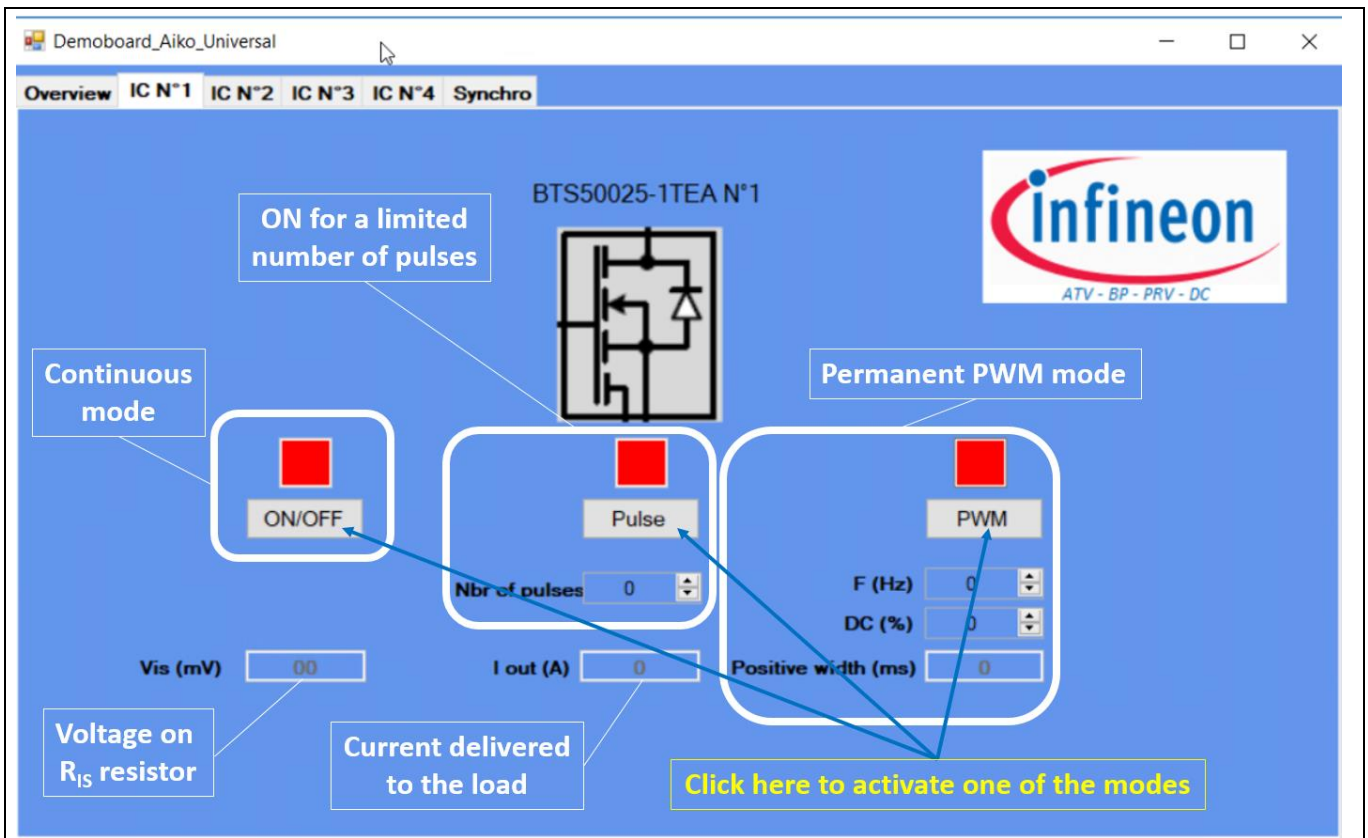 Demoboard_Aiko_Universal
Overview IC N°1 IC N°2 IC N°3 IC N°4 Synchro
BTS50025-1TEA N°1
infineon
ATV - BP - PRV - DC
ON for a limited
number of pulses
Continuous
mode
Permanent PWM mode
ON/OFF
Pulse
PWM
Nbr of pulses 0
F (Hz) 0
DC (%) 0
Vis (mV) 00
I out (A) 0
Positive width (ms) 0
Voltage on
RIS resistor
Current delivered
to the load
Click here to activate one of the modes